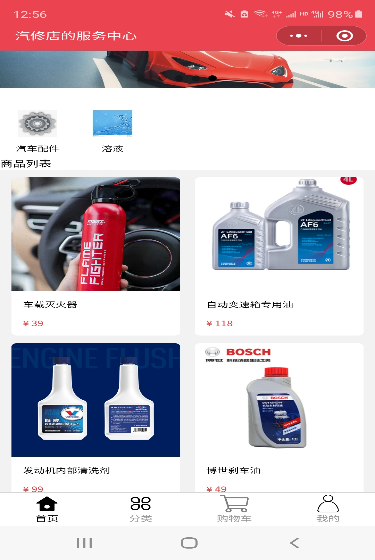 12:56
HD 98%
汽修店的服务中心
汽车配件 溶液
商品列表
FLAME FIGHTER
4L
AF6
AF6
车载灭火器
¥ 39
自动变速箱专用油
¥ 118
ENGINE FLUSH
Valvoline
BOSCH
发动机内部清洗剂
¥ 99
博世刹车油
¥ 49
首页 分类 购物车 我的